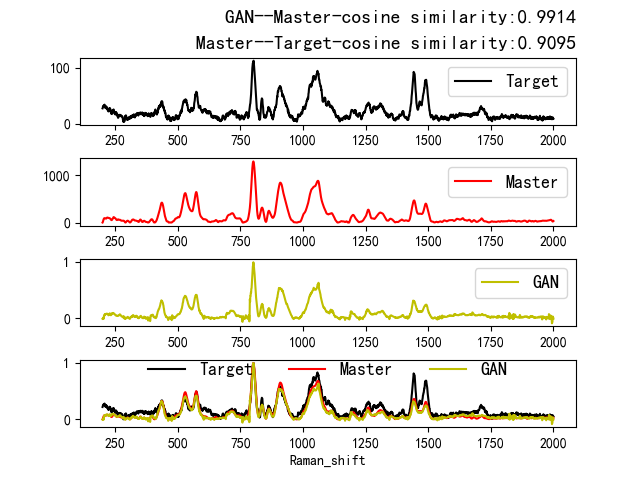 GAN--Master-cosine similarity:0.9914
Master--Target-cosine similarity:0.9095
100
0
Target
250 500 750 1000 1250 1500 1750 2000
1000
0
Master
250 500 750 1000 1250 1500 1750 2000
1
0
GAN
250 500 750 1000 1250 1500 1750 2000
1
0
Target Master GAN
250 500 750 1000 1250 1500 1750 2000
Raman_shift